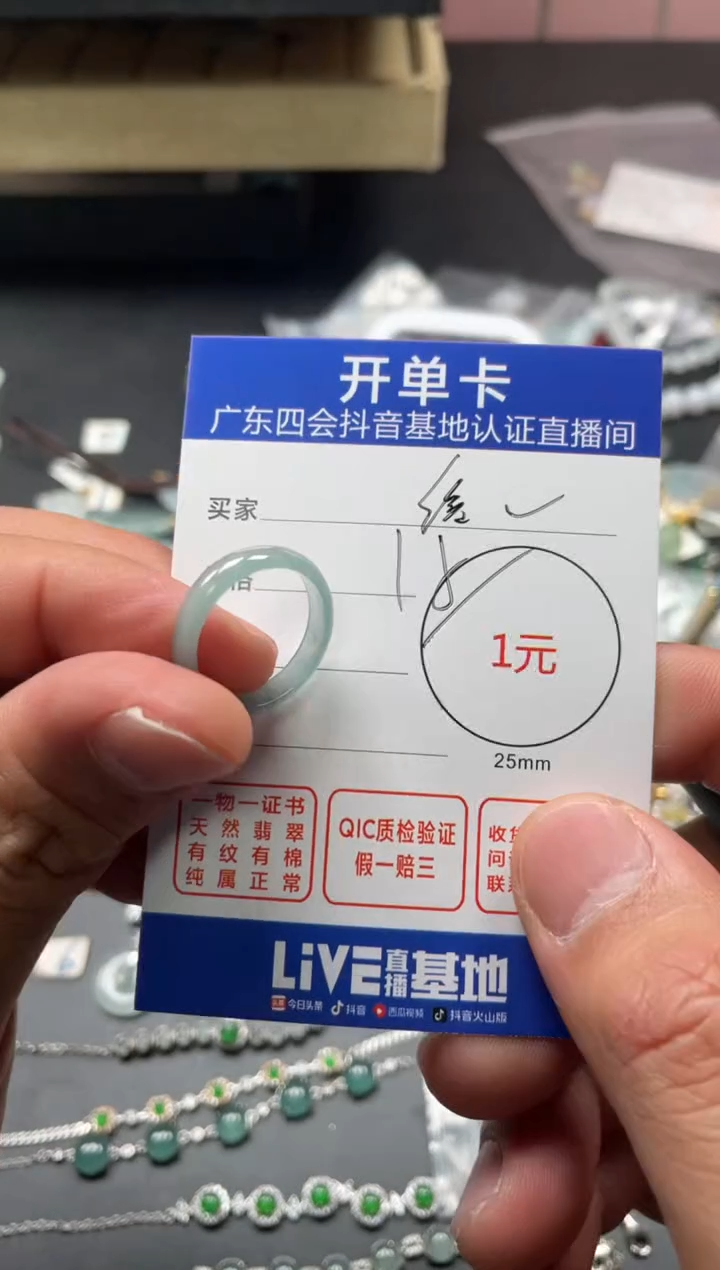 开单卡
广东四会抖音基地认证直播间
买家
1元
25mm
一物一证书
天然翡翠
有纹有棉
纯属正常
QIC质检验证
假一赔三
收
问
联
LiVE直播基地
今日头条 抖音 西瓜视频 抖音火山版